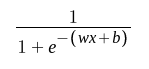 1
1 + e^−(wx+b)